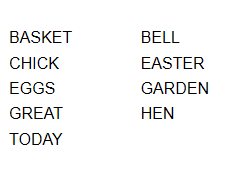 BASKET BELL
CHICK EASTER
EGGS GARDEN
GREAT HEN
TODAY